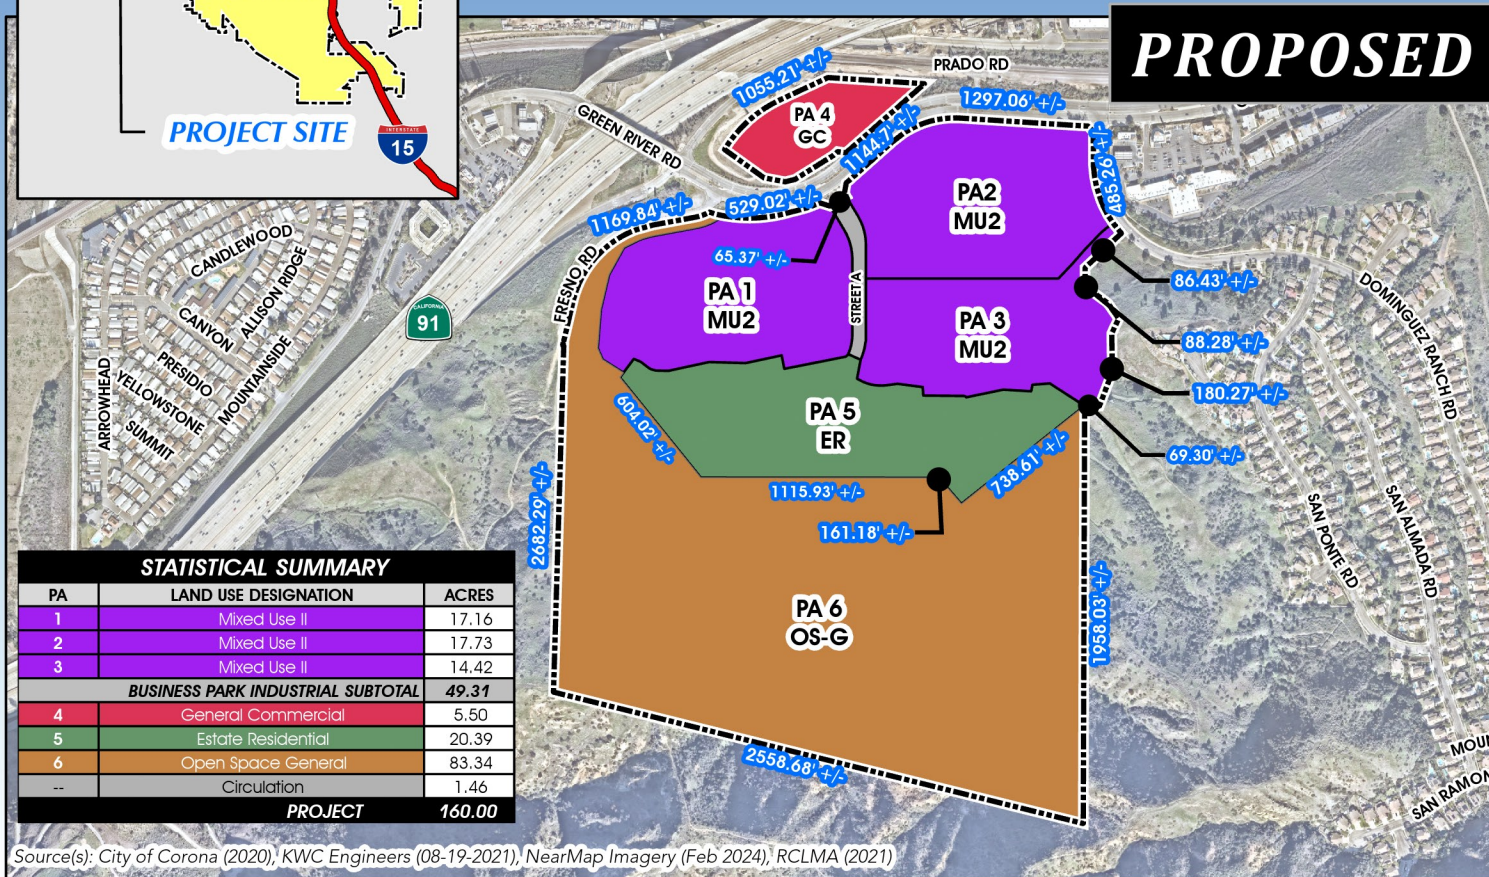 PROPOSED
PROJECT SITE
INTERSTATE
15
PRADO RD
1055.21' +/-
1297.06' +/-
PA 4
GC
GREEN RIVER RD
1144.7' +/-
485.26' +/-
PA2
MU2
1169.84' +/-
529.02' +/-
65.37' +/-
FRESNO RD
CANDLEWOOD
ALLISON RIDGE
CANYON
PRESIDIO
MOUNTAINSIDE
YELLOWSTONE
ARROWHEAD
SUMMIT
CALIFORNIA
91
PA 1
MU2
STREET A
PA 3
MU2
86.43' +/-
88.28' +/-
180.27' +/-
69.30' +/-
DOMINGUEZ RANCH RD
SAN PONTE RD
SAN ALMADA RD
604.02' +/-
PA 5
ER
738.61' +/-
1115.93' +/-
161.18' +/-
2682.29' +/-
PA 6
OS-G
1958.03' +/-
2558.68' +/-
SAN RAMON
STATISTICAL SUMMARY
PA LAND USE DESIGNATION ACRES
1 Mixed Use II 17.16
2 Mixed Use II 17.73
3 Mixed Use II 14.42
BUSINESS PARK INDUSTRIAL SUBTOTAL 49.31
4 General Commercial 5.50
5 Estate Residential 20.39
6 Open Space General 83.34
-- Circulation 1.46
PROJECT 160.00
Source(s): City of Corona (2020), KWC Engineers (08-19-2021), NearMap Imagery (Feb 2024), RCLMA (2021)